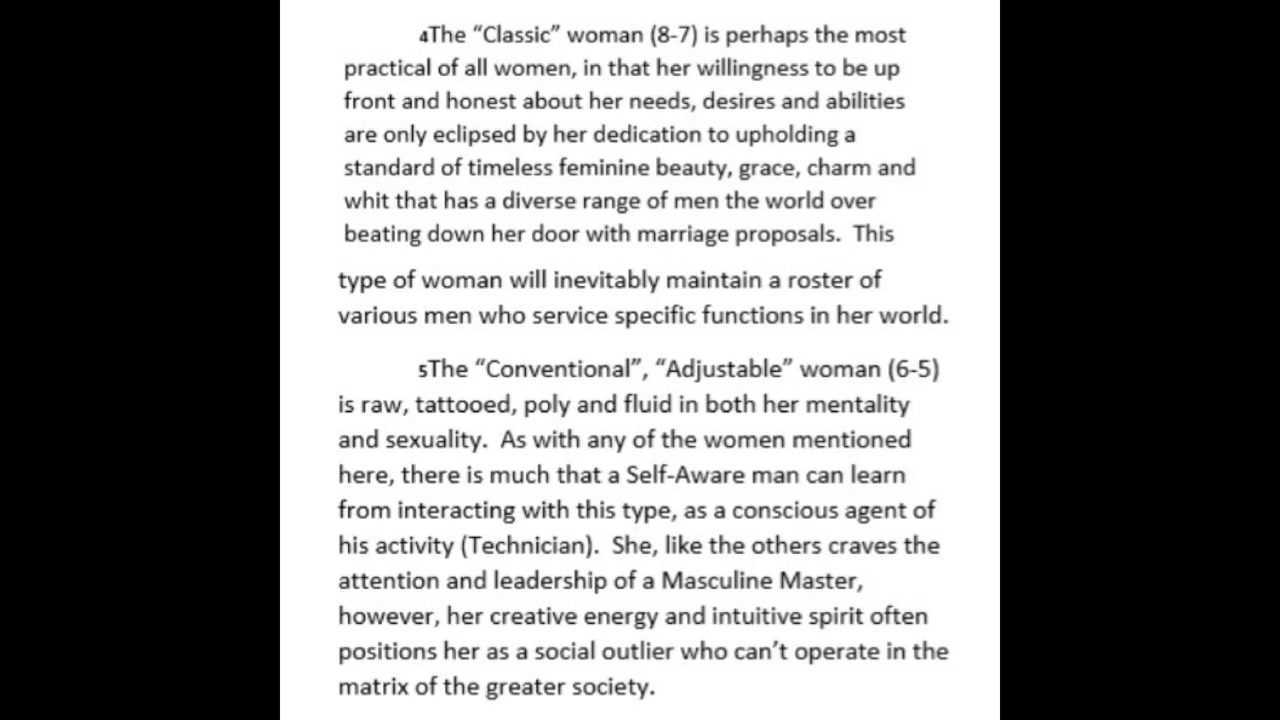 4The “Classic” woman (8-7) is perhaps the most
practical of all women, in that her willingness to be up
front and honest about her needs, desires and abilities
are only eclipsed by her dedication to upholding a
standard of timeless feminine beauty, grace, charm and
whit that has a diverse range of men the world over
beating down her door with marriage proposals.  This
type of woman will inevitably maintain a roster of
various men who service specific functions in her world.
5The “Conventional”, “Adjustable” woman (6-5)
is raw, tattooed, poly and fluid in both her mentality
and sexuality.  As with any of the women mentioned
here, there is much that a Self-Aware man can learn
from interacting with this type, as a conscious agent of
his activity (Technician).  She, like the others craves the
attention and leadership of a Masculine Master,
however, her creative energy and intuitive spirit often
positions her as a social outlier who can’t operate in the
matrix of the greater society.